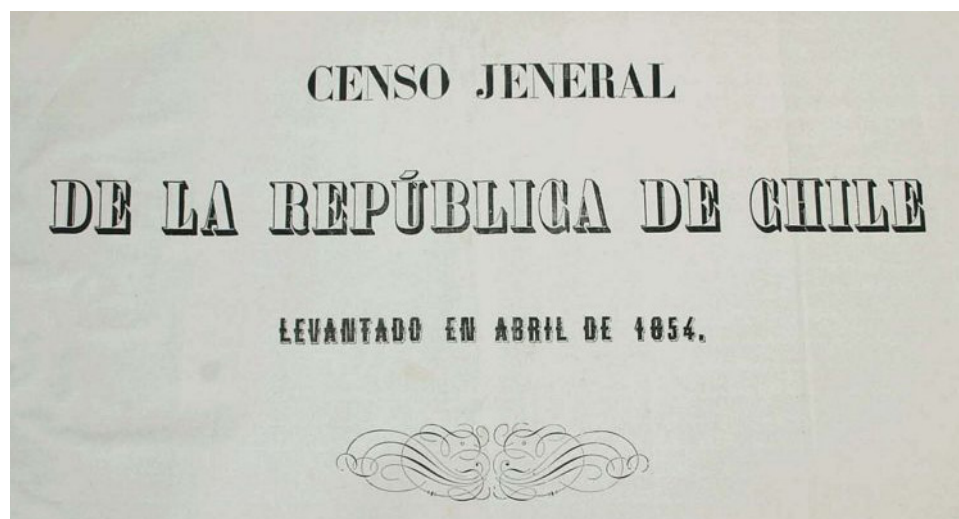 CENSO JENERAL
DE LA REPÚBLICA DE CHILE
LEVANTADO EN ABRIL DE 1854.